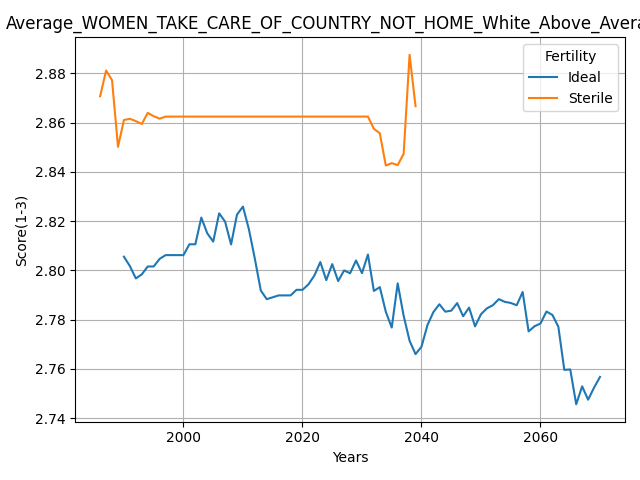 Average_WOMEN_TAKE_CARE_OF_COUNTRY_NOT_HOME_White_Above_Avera
Fertility
Ideal
Sterile
Score(1-3)
2.88
2.86
2.84
2.82
2.80
2.78
2.76
2.74
2000 2020 2040 2060
Years